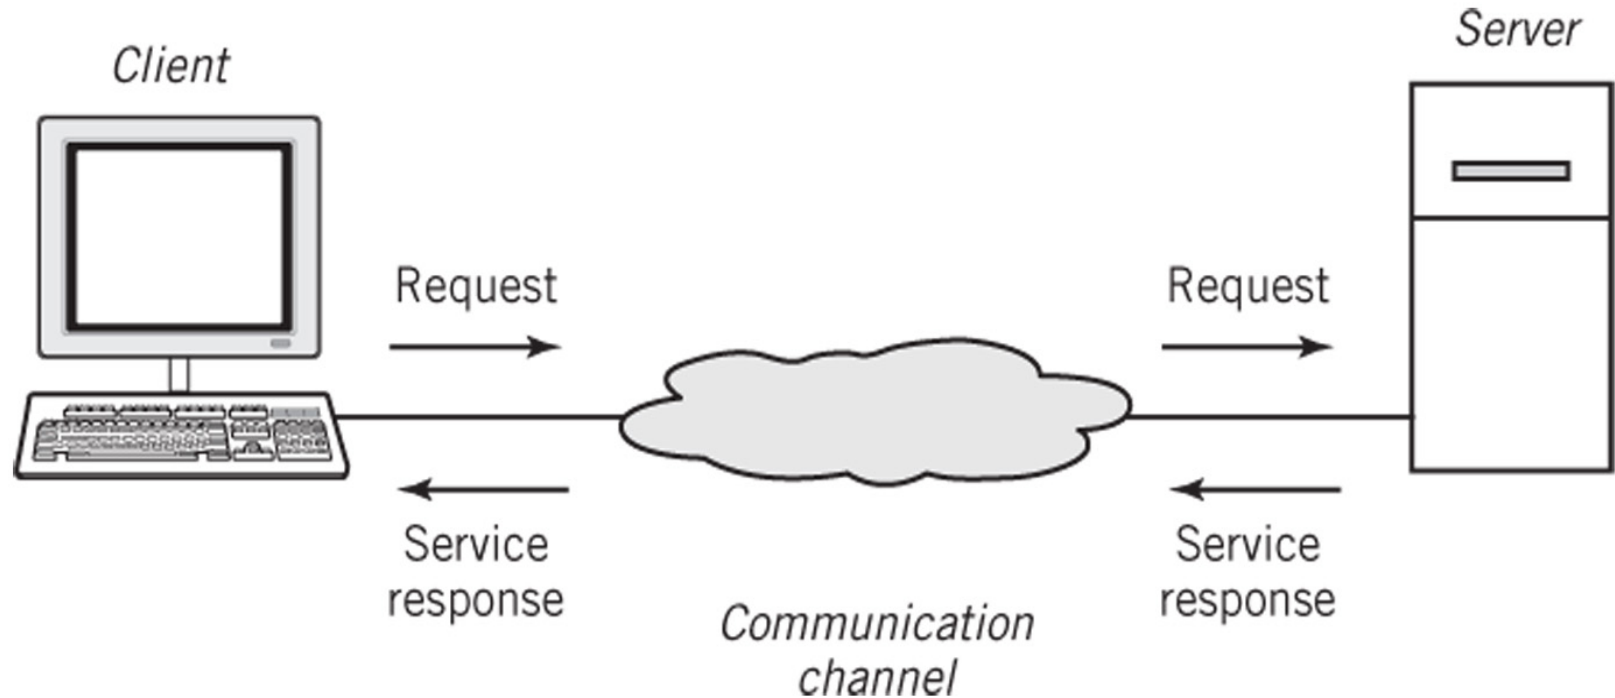 Client
Server
Request
Request
Service
response
Service
response
Communication
channel